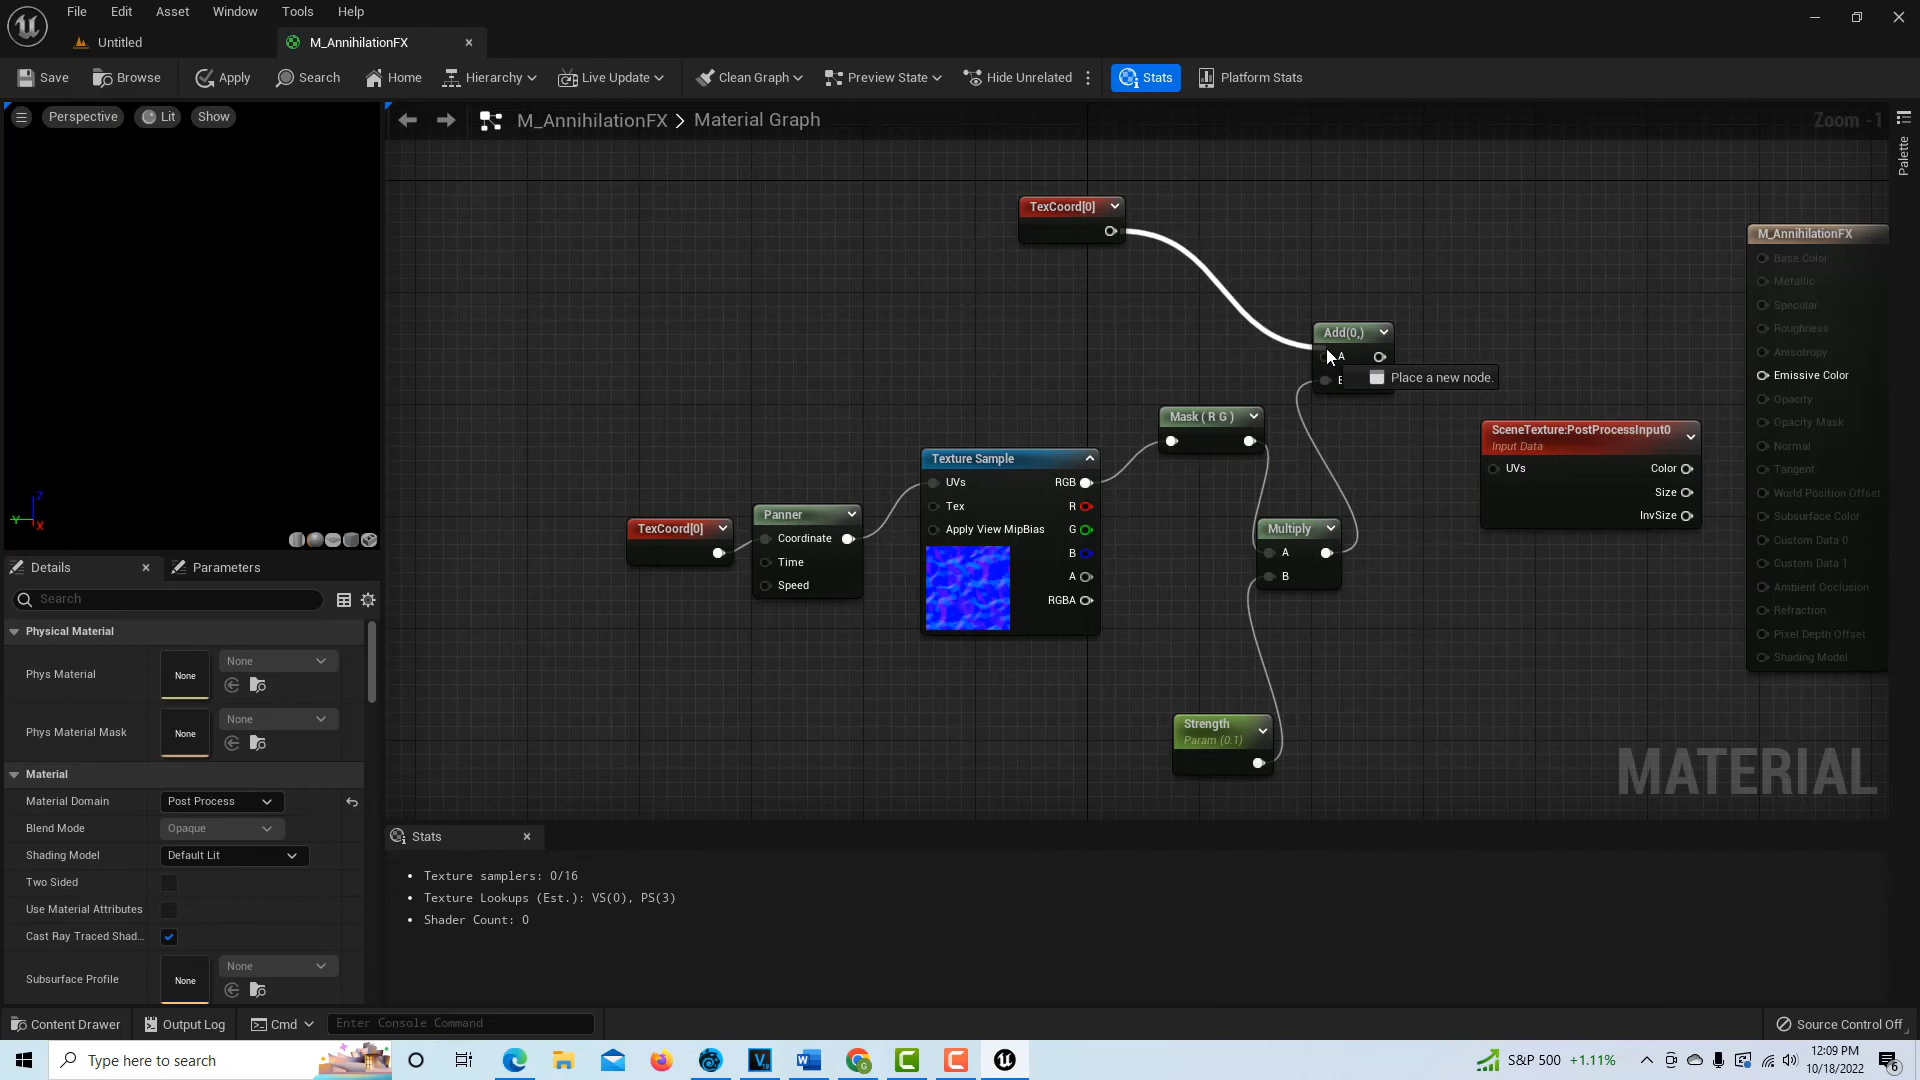 File Edit Asset Window Tools Help
Untitled M_AnnihilationFX
Save Browse Apply Search Home Hierarchy Live Update Clean Graph Preview State Hide Unrelated Stats Platform Stats
Perspective Lit Show
M_AnnihilationFX > Material Graph Zoom -1
Palette
TexCoord[0]
M_AnnihilationFX
Base Color
Metallic
Specular
Roughness
Anisotropy
Emissive Color
Opacity
Opacity Mask
Normal
Tangent
World Position Offset
Subsurface Color
Custom Data 0
Custom Data 1
Ambient Occlusion
Refraction
Pixel Depth Offset
Shading Model
Add(0,)
A
Place a new node.
Mask ( R G )
SceneTexture:PostProcessInput0
Input Data
UVs Color
Size
InvSize
Texture Sample
UVs RGB
Tex R
Apply View MipBias G
B
A
RGBA
TexCoord[0]
Panner
Coordinate
Time
Speed
Multiply
A
B
Strength
Param (0.1)
MATERIAL
Z
Y
X
Details Parameters
Search
Physical Material
Phys Material None None
Phys Material Mask None None
Material
Material Domain Post Process
Blend Mode Opaque
Shading Model Default Lit
Two Sided
Use Material Attributes
Cast Ray Traced Shad...
Subsurface Profile None None
Stats
Texture samplers: 0/16
Texture Lookups (Est.): VS(0), PS(3)
Shader Count: 0
Content Drawer Output Log Cmd Enter Console Command Source Control Off
Type here to search
S&P 500 +1.11%
12:09 PM
10/18/2022
6